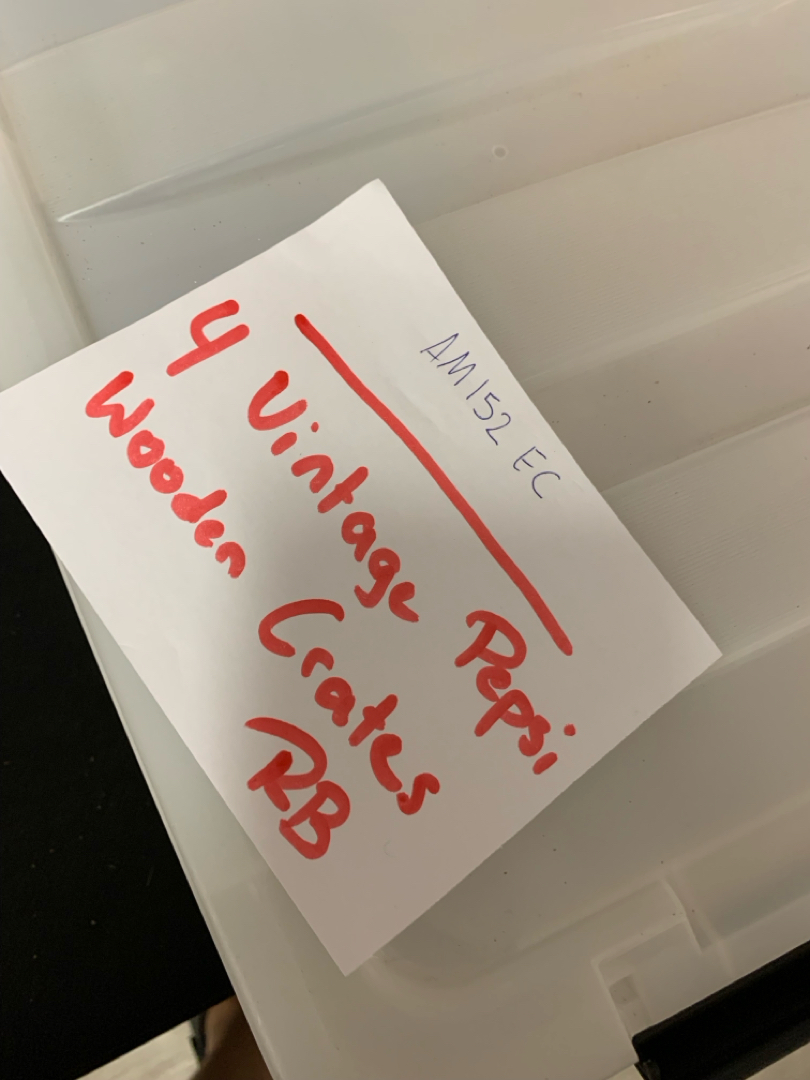 AM152 EC
4 Vintage Pepsi
Wooden Crates
RB